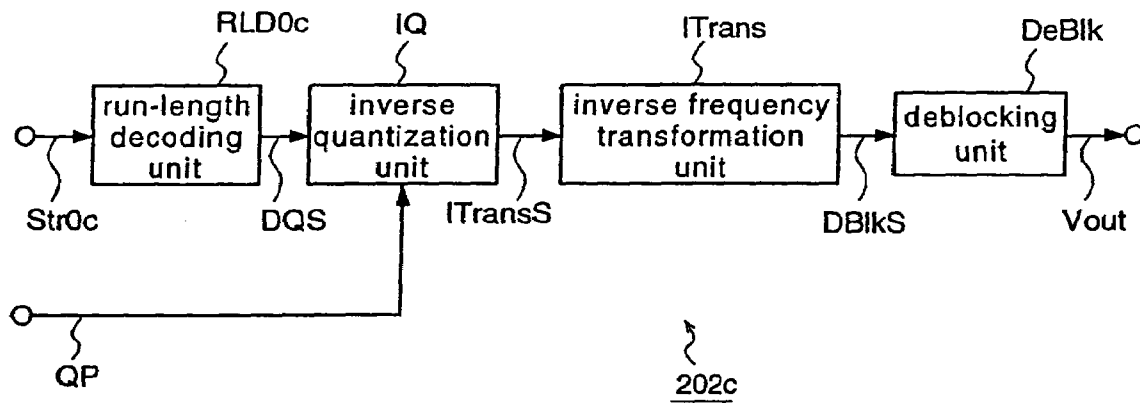 RLD0c
IQ
ITrans
DeBlk
run-length
decoding
unit
inverse
quantization
unit
inverse frequency
transformation
unit
deblocking
unit
Str0c
DQS
ITransS
DBlkS
Vout
QP
202c